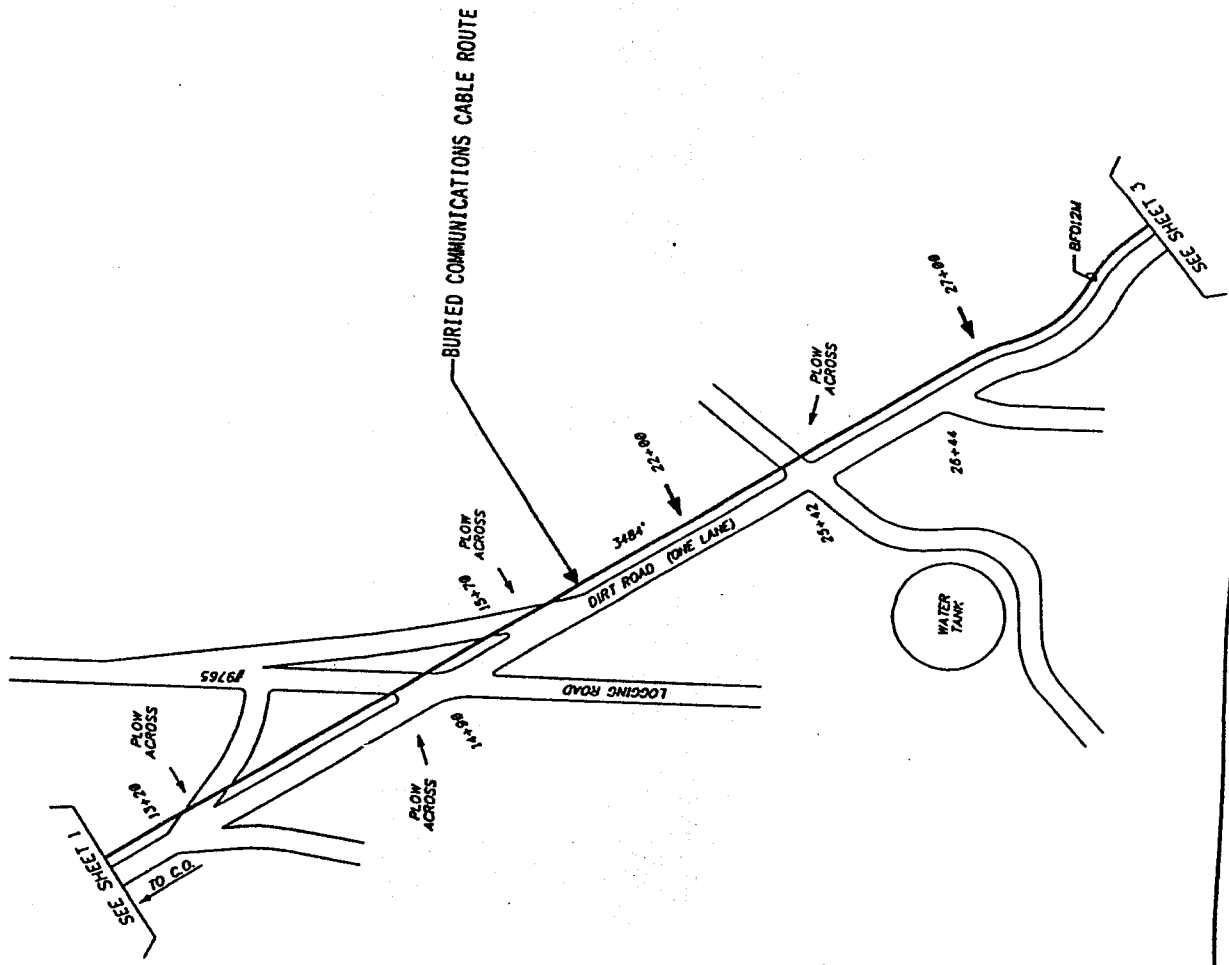 BURIED COMMUNICATIONS CABLE ROUTE
SEE SHEET 1
TO C.O.
13+20
PLOW
ACROSS
#9765
14+90
PLOW
ACROSS
LOGGING ROAD
15+70
PLOW
ACROSS
3484'
22+00
DIRT ROAD (ONE LANE)
WATER
TANK
25+42
PLOW
ACROSS
26+44
27+00
BFO12M
SEE SHEET 3